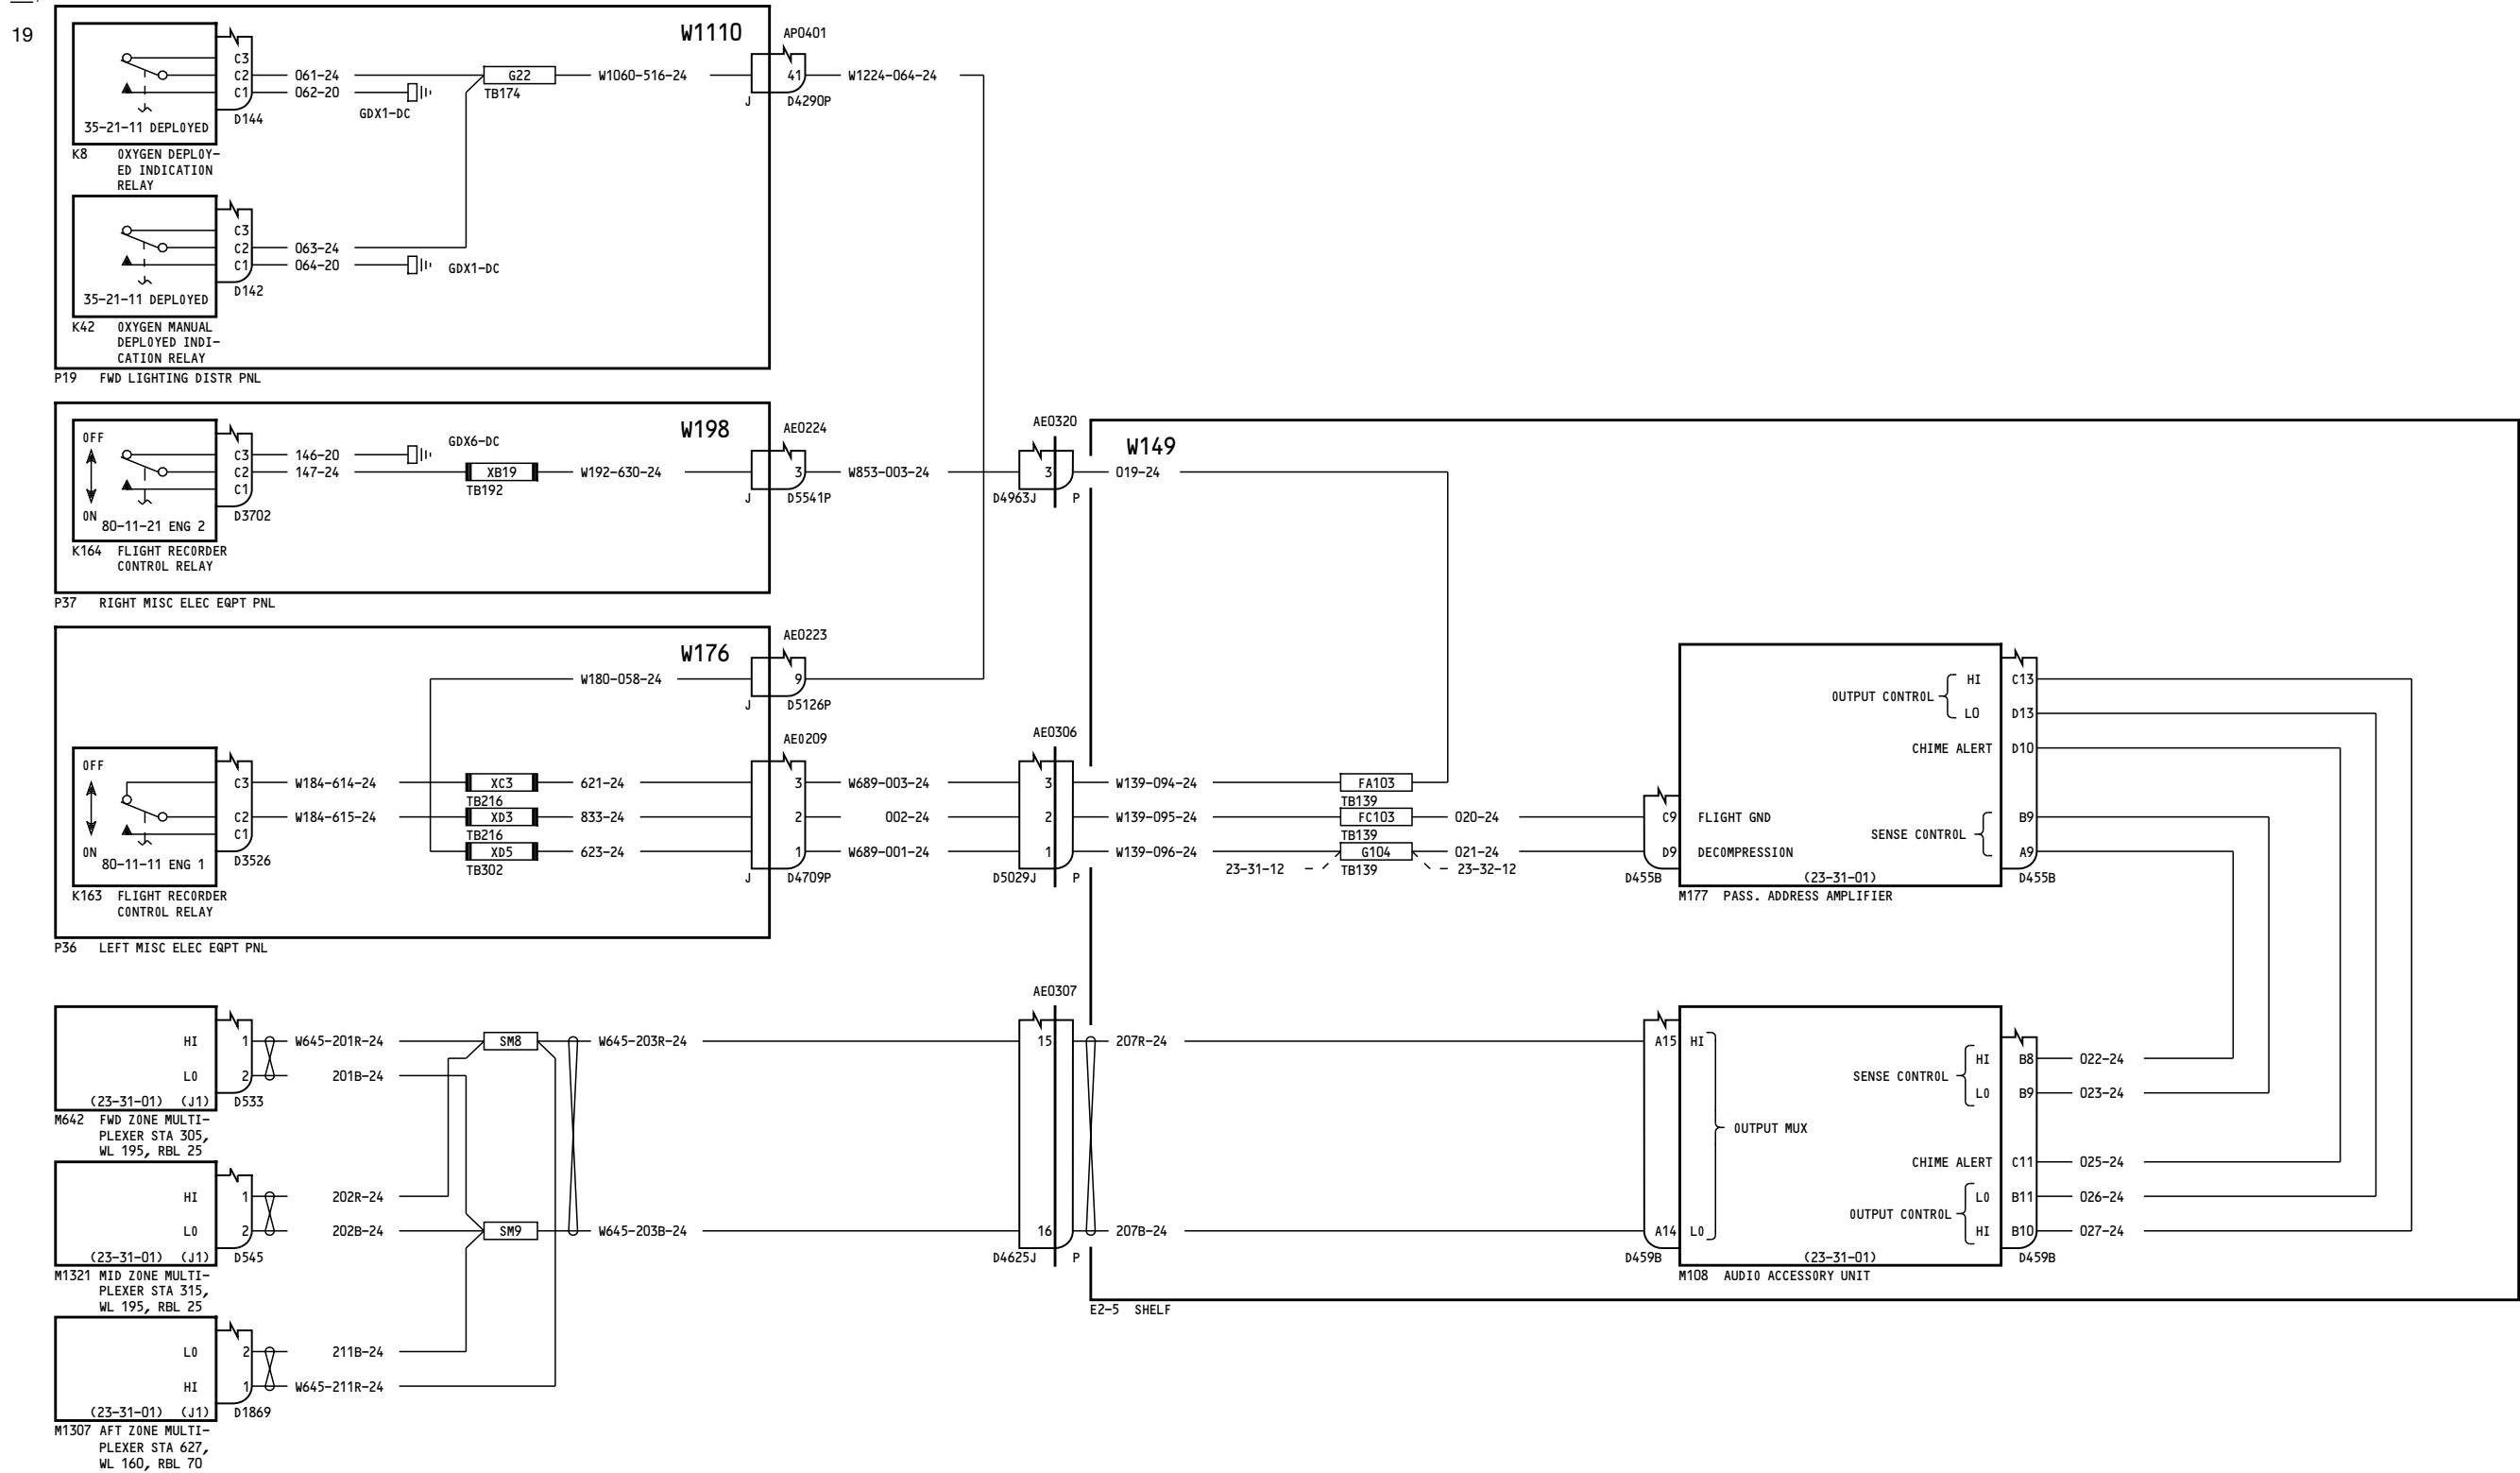 19
W1110
AP0401
C3
C2
C1
061-24
062-20
GDX1-DC
G22
TB174
W1060-516-24
41
J
D4290P
W1224-064-24
35-21-11 DEPLOYED
D144
K8 OXYGEN DEPLOY-
ED INDICATION
RELAY
C3
C2
C1
063-24
064-20
GDX1-DC
35-21-11 DEPLOYED
D142
K42 OXYGEN MANUAL
DEPLOYED INDI-
CATION RELAY
P19 FWD LIGHTING DISTR PNL
W198
AE0224
OFF
ON
C3
C2
C1
146-20
147-24
GDX6-DC
XB19
TB192
W192-630-24
3
J
D5541P
W853-003-24
AE0320
3
D4963J
P
W149
019-24
80-11-21 ENG 2
D3702
K164 FLIGHT RECORDER
CONTROL RELAY
P37 RIGHT MISC ELEC EQPT PNL
W176
AE0223
W180-058-24
9
J
D5126P
AE0209
OFF
ON
C3
C2
C1
W184-614-24
W184-615-24
XC3
TB216
XD3
TB216
XD5
TB302
621-24
833-24
623-24
3
2
1
J
D4709P
W689-003-24
002-24
W689-001-24
AE0306
3
2
1
D5029J
P
W139-094-24
W139-095-24
W139-096-24
23-31-12
FA103
TB139
FC103
TB139
G104
TB139
020-24
021-24
23-32-12
80-11-11 ENG 1
D3526
K163 FLIGHT RECORDER
CONTROL RELAY
P36 LEFT MISC ELEC EQPT PNL
C9
D9
D455B
FLIGHT GND
DECOMPRESSION
OUTPUT CONTROL
HI
LO
CHIME ALERT
SENSE CONTROL
C13
D13
D10
B9
A9
D455B
(23-31-01)
M177 PASS. ADDRESS AMPLIFIER
HI
LO
1
2
W645-201R-24
201B-24
(23-31-01) (J1)
D533
M642 FWD ZONE MULTI-
PLEXER STA 305,
WL 195, RBL 25
HI
LO
1
2
202R-24
202B-24
(23-31-01) (J1)
D545
M1321 MID ZONE MULTI-
PLEXER STA 315,
WL 195, RBL 25
LO
HI
2
1
211B-24
W645-211R-24
(23-31-01) (J1)
D1869
M1307 AFT ZONE MULTI-
PLEXER STA 627,
WL 160, RBL 70
SM8
SM9
W645-203R-24
W645-203B-24
AE0307
15
16
D4625J
P
207R-24
207B-24
E2-5 SHELF
A15
A14
D459B
HI
LO
OUTPUT MUX
SENSE CONTROL
HI
LO
CHIME ALERT
OUTPUT CONTROL
LO
HI
B8
B9
C11
B11
B10
D459B
022-24
023-24
025-24
026-24
027-24
(23-31-01)
M108 AUDIO ACCESSORY UNIT